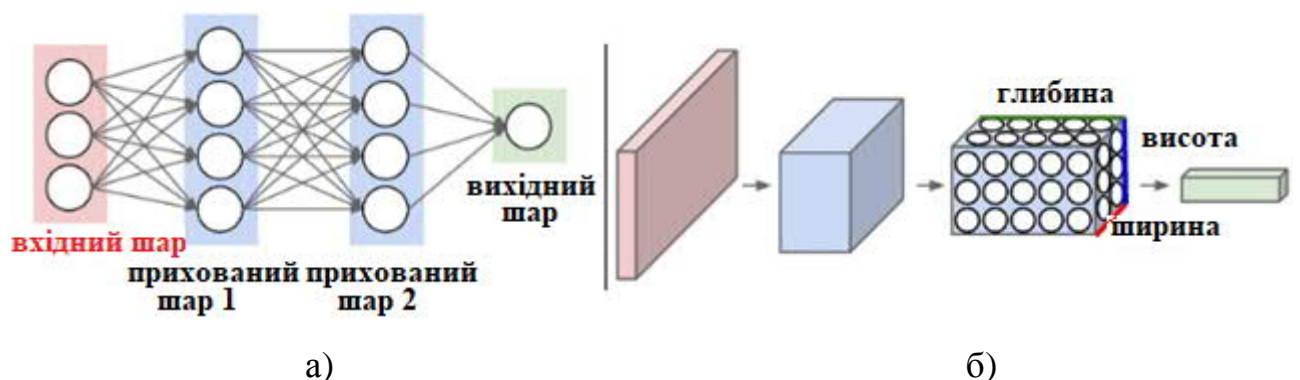 вхідний шар
прихований
шар 1
прихований
шар 2
вихідний
шар
глибина
висота
ширина
а)
б)